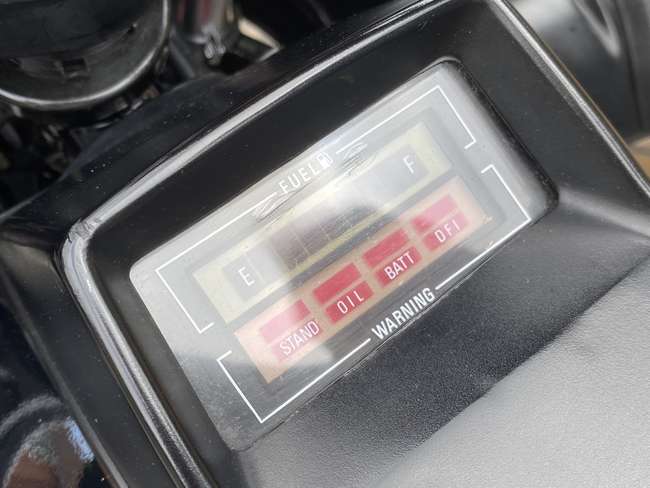 FUEL
E F
STAND OIL BATT DFI
WARNING